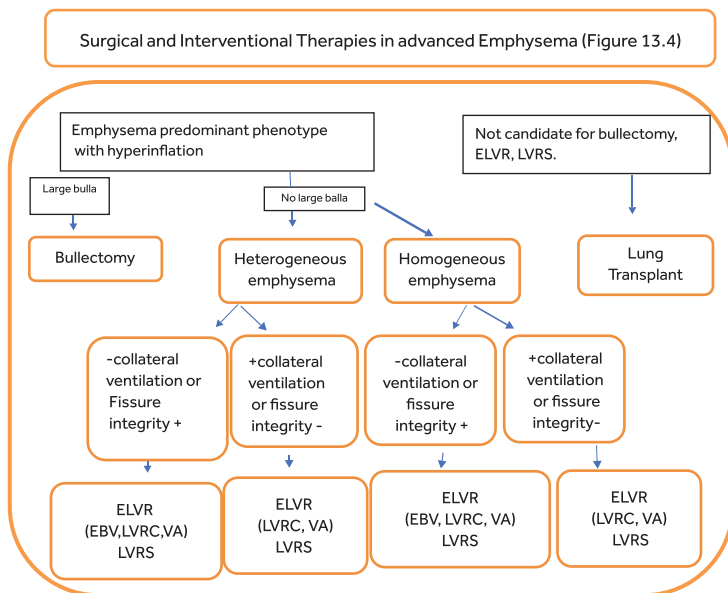 Surgical and Interventional Therapies in advanced Emphysema (Figure 13.4)
Emphysema predominant phenotype
with hyperinflation
Not candidate for bullectomy,
ELVR, LVRS.
Large bulla
No large balla
Bullectomy
Heterogeneous
emphysema
Homogeneous
emphysema
Lung
Transplant
-collateral
ventilation or
Fissure
integrity +
+collateral
ventilation
or fissure
integrity -
-collateral
ventilation or
fissure
integrity +
+collateral
ventilation
or fissure
integrity-
ELVR
(EBV,LVRC,VA)
LVRS
ELVR
(LVRC, VA)
LVRS
ELVR
(EBV, LVRC, VA)
LVRS
ELVR
(LVRC, VA)
LVRS